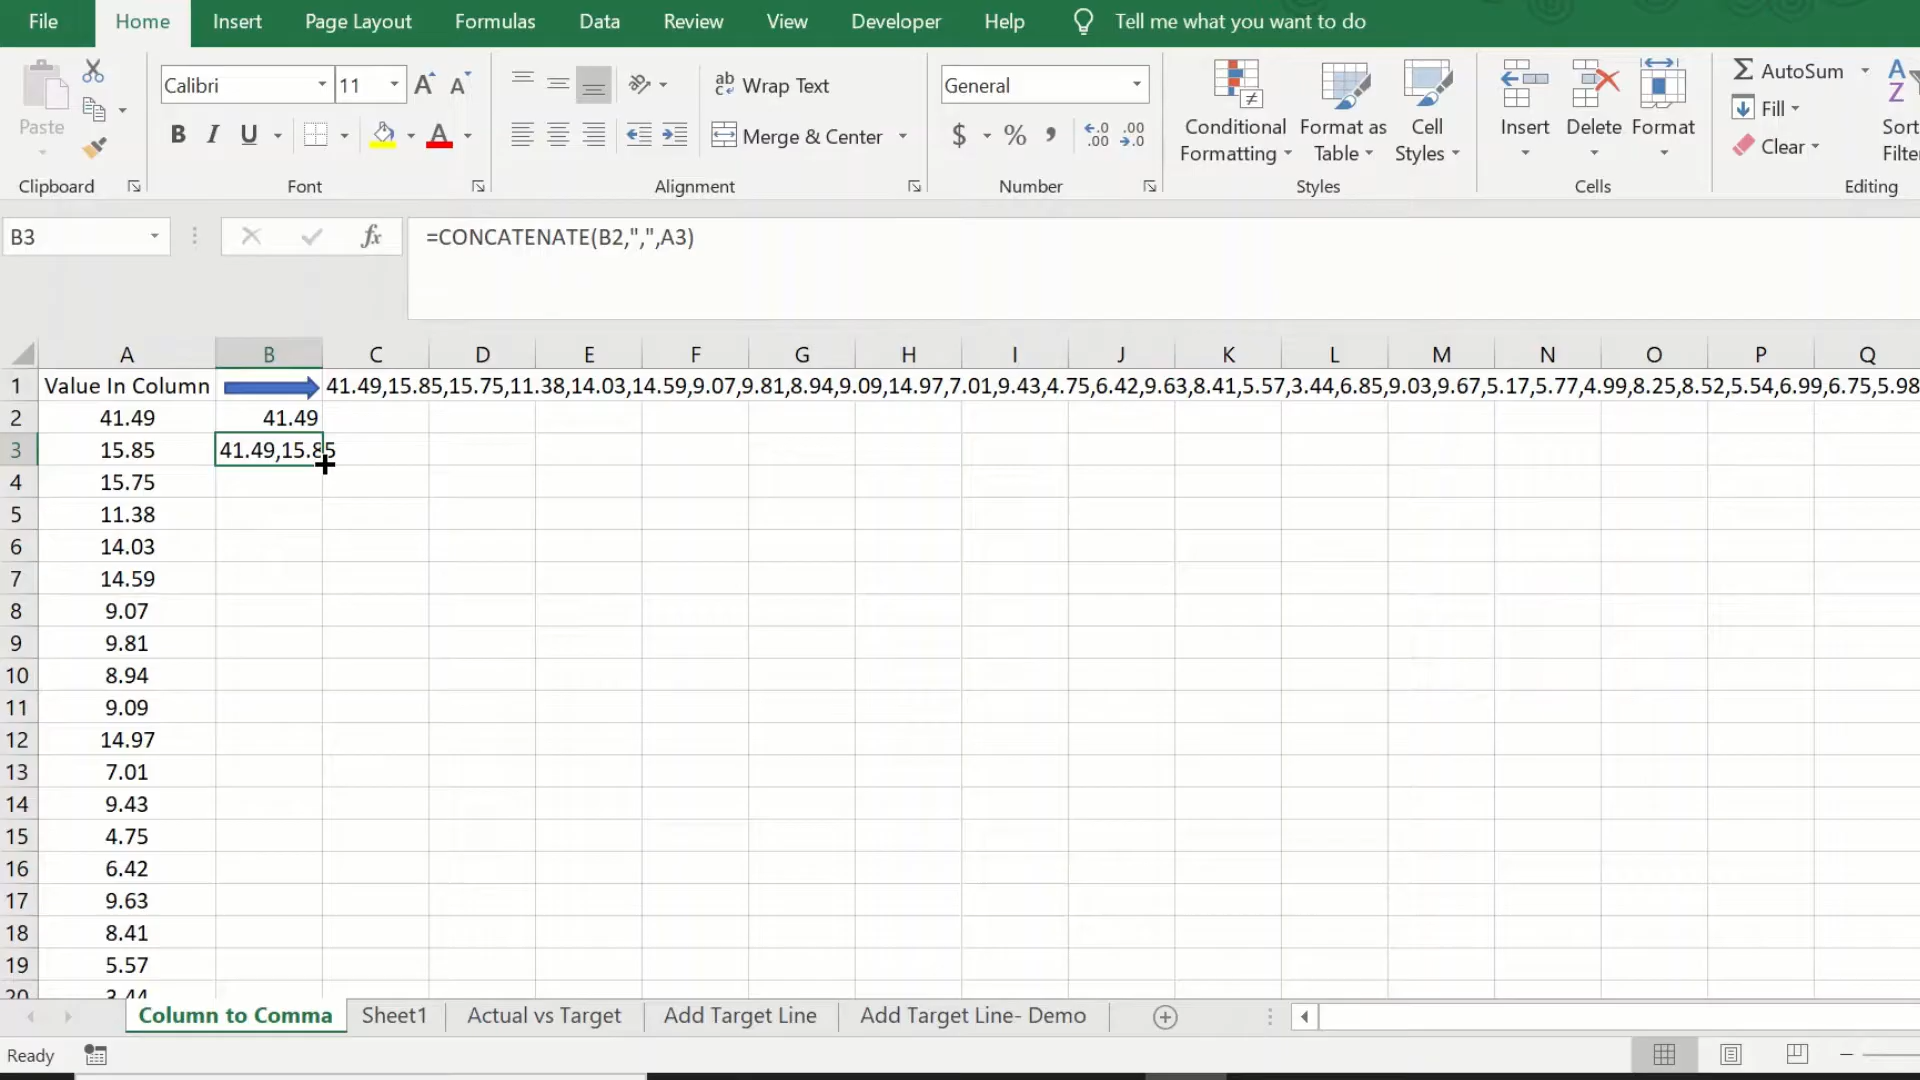 File Home Insert Page Layout Formulas Data Review View Developer Help Tell me what you want to do
Calibri 11 ab Wrap Text General AutoSum
Paste B I U A Merge & Center $ % Conditional Formatting Format as Table Cell Styles Insert Delete Format Fill Clear
Clipboard Font Alignment Number Styles Cells Editing
B3 fx =CONCATENATE(B2,",",A3)
A B C D E F G H I J K L M N O P Q
1 Value In Column 41.49,15.85,15.75,11.38,14.03,14.59,9.07,9.81,8.94,9.09,14.97,7.01,9.43,4.75,6.42,9.63,8.41,5.57,3.44,6.85,9.03,9.67,5.17,5.77,4.99,8.25,8.52,5.54,6.99,6.75,5.98
2 41.49 41.49
3 15.85 41.49,15.85
4 15.75
5 11.38
6 14.03
7 14.59
8 9.07
9 9.81
10 8.94
11 9.09
12 14.97
13 7.01
14 9.43
15 4.75
16 6.42
17 9.63
18 8.41
19 5.57
20 3.44
Column to Comma Sheet1 Actual vs Target Add Target Line Add Target Line- Demo
Ready